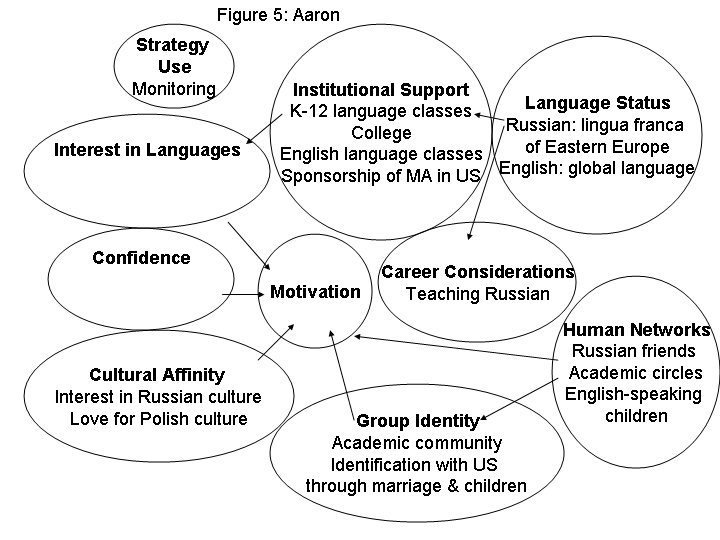 Figure 5: Aaron
Strategy
Use
Monitoring
Institutional Support
K-12 language classes
College
English language classes
Sponsorship of MA in US
Language Status
Russian: lingua franca
of Eastern Europe
English: global language
Interest in Languages
Confidence
Motivation
Career Considerations
Teaching Russian
Human Networks
Russian friends
Academic circles
English-speaking
children
Cultural Affinity
Interest in Russian culture
Love for Polish culture
Group Identity
Academic community
Identification with US
through marriage & children